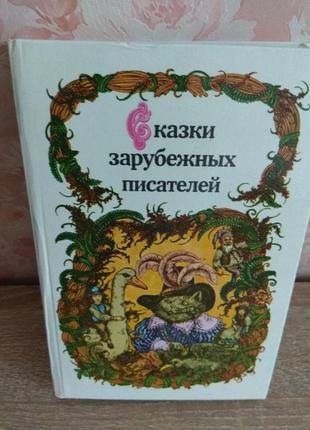 Сказки
зарубежных
писателей